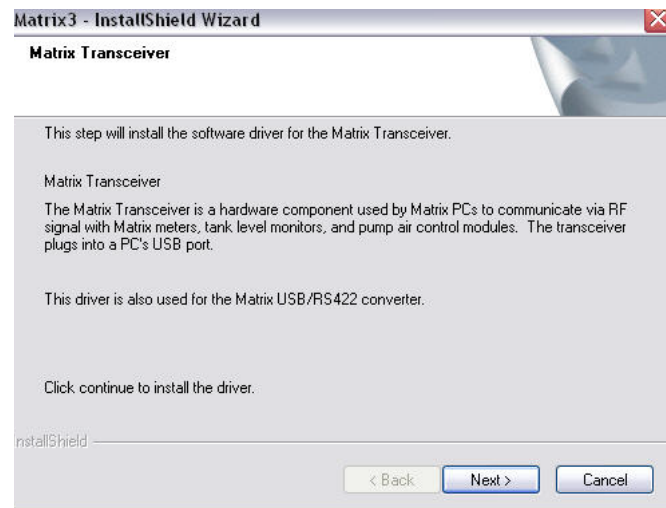 Matrix3 - InstallShield Wizard
Matrix Transceiver
This step will install the software driver for the Matrix Transceiver.
Matrix Transceiver
The Matrix Transceiver is a hardware component used by Matrix PCs to communicate via RF
signal with Matrix meters, tank level monitors, and pump air control modules.  The transceiver
plugs into a PC's USB port.
This driver is also used for the Matrix USB/RS422 converter.
Click continue to install the driver.
nstallShield
< Back
Next >
Cancel